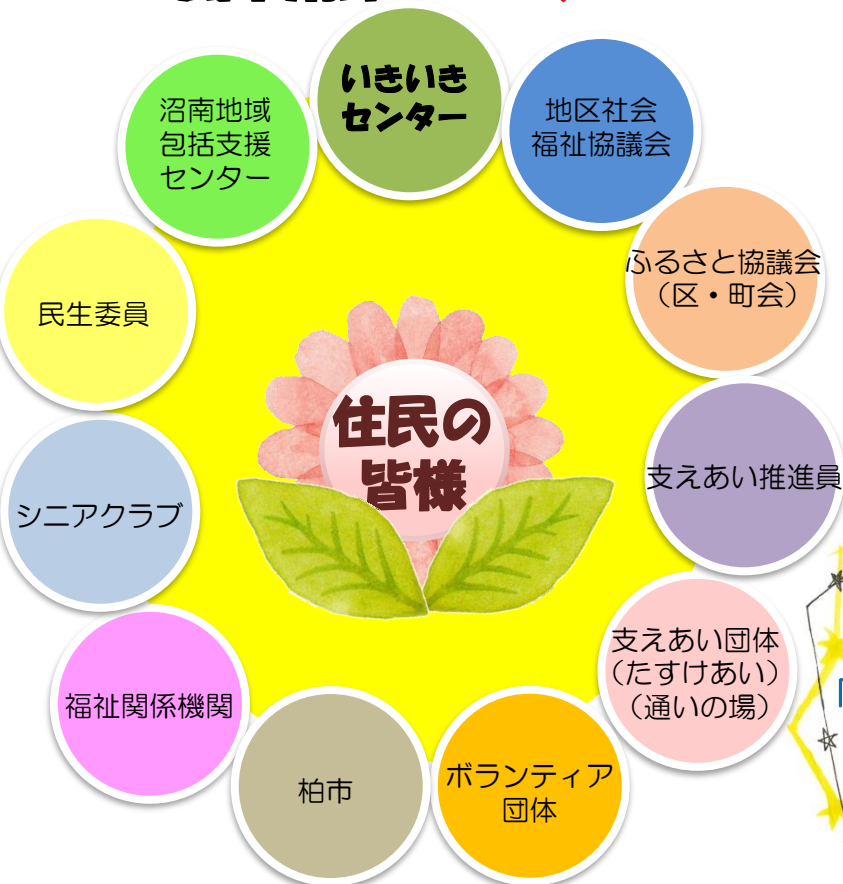 いきいき
センター
地区社会
福祉協議会
ふるさと協議会
（区・町会）
支えあい推進員
支えあい団体
（たすけあい）
（通いの場）
ボランティア
団体
柏市
福祉関係機関
シニアクラブ
民生委員
沼南地域
包括支援
センター
住民の
皆様